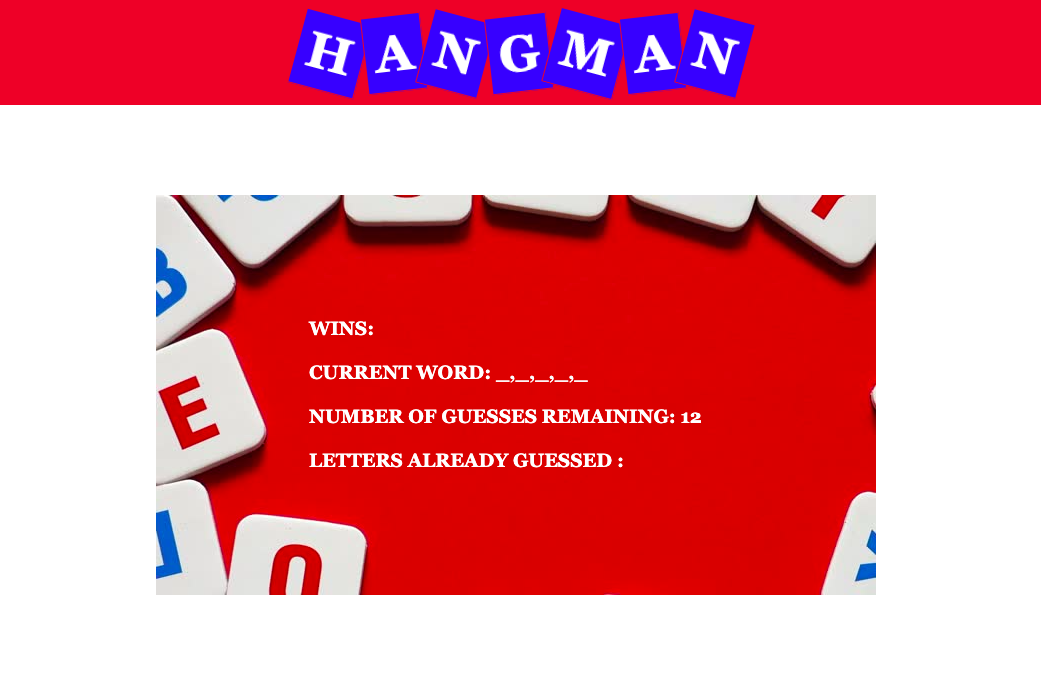 HANGMAN
WINS:
CURRENT WORD: _,_,_,_,_
NUMBER OF GUESSES REMAINING: 12
LETTERS ALREADY GUESSED :
B
E
O